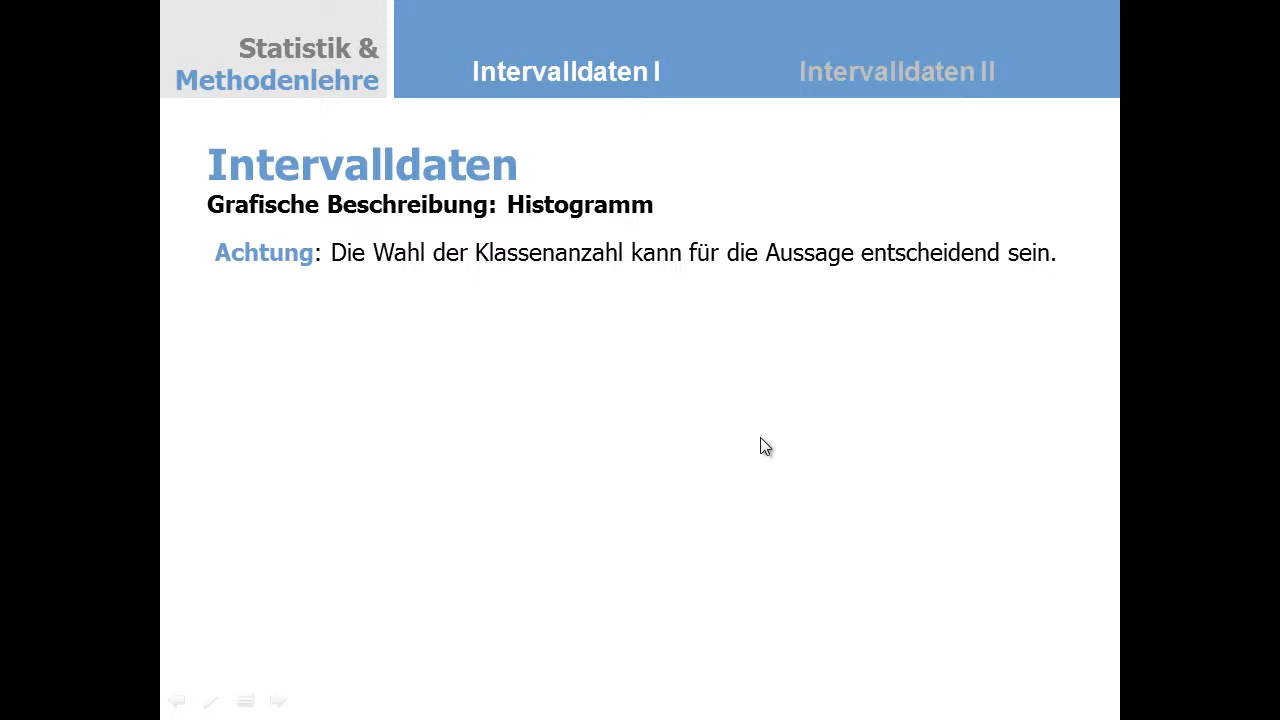 Statistik &
Methodenlehre
Intervalldaten I
Intervalldaten II
Intervalldaten
Grafische Beschreibung: Histogramm
Achtung: Die Wahl der Klassenanzahl kann für die Aussage entscheidend sein.